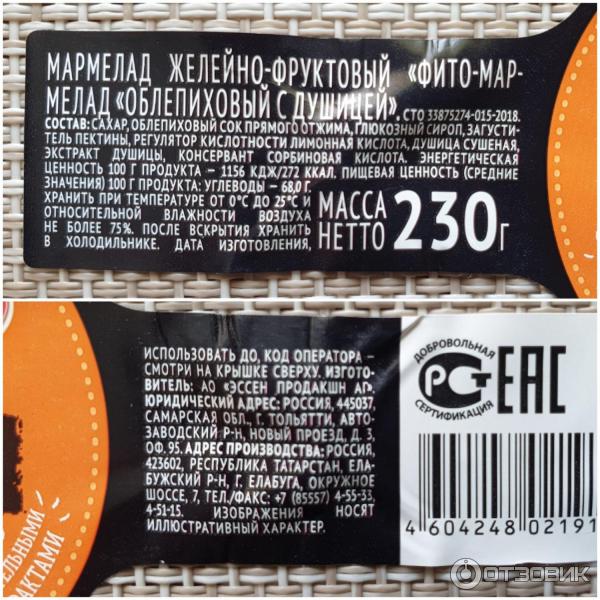 МАРМЕЛАД ЖЕЛЕЙНО-ФРУКТОВЫЙ «ФИТО-МАР-
МЕЛАД «ОБЛЕПИХОВЫЙ С ДУШИЦЕЙ». СТО 33875274-015-2018.
СОСТАВ: САХАР, ОБЛЕПИХОВЫЙ СОК ПРЯМОГО ОТЖИМА, ГЛЮКОЗНЫЙ СИРОП, ЗАГУСТИ-
ТЕЛЬ ПЕКТИНЫ, РЕГУЛЯТОР КИСЛОТНОСТИ ЛИМОННАЯ КИСЛОТА, ДУШИЦА СУШЕНАЯ,
ЭКСТРАКТ ДУШИЦЫ, КОНСЕРВАНТ СОРБИНОВАЯ КИСЛОТА. ЭНЕРГЕТИЧЕСКАЯ
ЦЕННОСТЬ 100 Г ПРОДУКТА – 1156 КДЖ/272 ККАЛ. ПИЩЕВАЯ ЦЕННОСТЬ (СРЕДНИЕ
ЗНАЧЕНИЯ) 100 Г ПРОДУКТА: УГЛЕВОДЫ – 68,0 Г.
ХРАНИТЬ ПРИ ТЕМПЕРАТУРЕ ОТ 0°С ДО 25°С И
ОТНОСИТЕЛЬНОЙ ВЛАЖНОСТИ ВОЗДУХА
НЕ БОЛЕЕ 75%. ПОСЛЕ ВСКРЫТИЯ ХРАНИТЬ
В ХОЛОДИЛЬНИКЕ. ДАТА ИЗГОТОВЛЕНИЯ,
МАССА
НЕТТО 230 г
ИСПОЛЬЗОВАТЬ ДО, КОД ОПЕРАТОРА –
СМОТРИ НА КРЫШКЕ СВЕРХУ. ИЗГОТО-
ВИТЕЛЬ: АО «ЭССЕН ПРОДАКШН АГ».
ЮРИДИЧЕСКИЙ АДРЕС: РОССИЯ, 445037,
САМАРСКАЯ ОБЛ., Г. ТОЛЬЯТТИ, АВТО-
ЗАВОДСКИЙ Р-Н, НОВЫЙ ПРОЕЗД, Д. 3,
ОФ. 95. АДРЕС ПРОИЗВОДСТВА: РОССИЯ,
423602, РЕСПУБЛИКА ТАТАРСТАН, ЕЛА-
БУЖСКИЙ Р-Н, Г. ЕЛАБУГА, ОКРУЖНОЕ
ШОССЕ, 7, ТЕЛ./ФАКС: +7 (85557) 4-55-33,
4-51-15. ИЗОБРАЖЕНИЯ НОСЯТ
ИЛЛЮСТРАТИВНЫЙ ХАРАКТЕР.
ДОБРОВОЛЬНАЯ
РСТ
СЕРТИФИКАЦИЯ
ЕАС
4 604248 02191
ЕЛЬНЫМИ
АКТАМИ
ОТЗОВИК